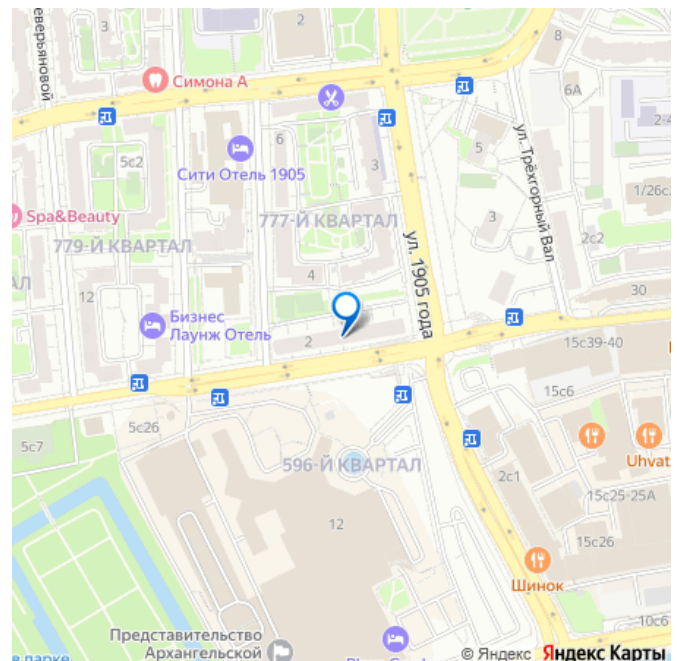 2
3
8
Симона А
6А
2-4
5с2
6
3
5
ул. Трёхгорный Вал
Сити Отель 1905
1/26с
Spa&Beauty
777-Й КВАРТАЛ
3
779-Й КВАРТАЛ
ул. 1905 года
2с2
4
12
30
Бизнес
Лаунж Отель
2
15с39-40
15с6
5с26
5с7
Uhvat
596-Й КВАРТАЛ
2с1
15с25-25А
12
15с26
Шинок
10с6
Представительство
Архангельской
в парке
© Яндекс Яндекс Карты